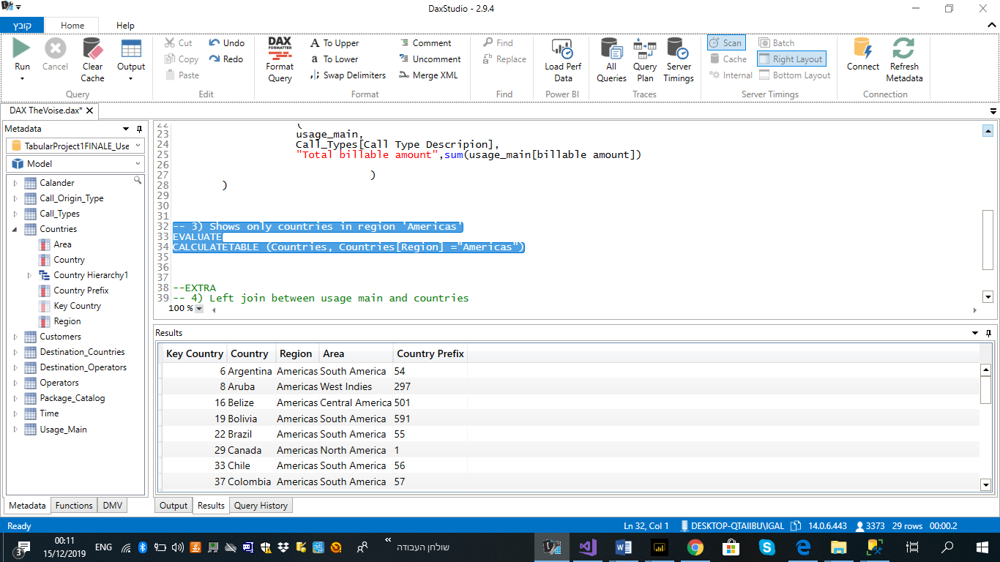 DaxStudio - 2.9.4
קובץ Home Help
Run
Cancel
Clear Cache
Output
Query
Cut
Copy
Paste
Undo
Redo
Edit
DAX
FORMATTER
Format Query
To Upper
To Lower
Swap Delimiters
Comment
Uncomment
Merge XML
Format
Find
Replace
Find
Load Perf Data
Power BI
All Queries
Query Plan
Server Timings
Traces
Scan
Cache
Internal
Batch
Right Layout
Bottom Layout
Server Timings
Connect
Refresh Metadata
Connection
DAX TheVoise.dax*
Metadata
TabularProject1FINALE_Use
Model
Calander
Call_Origin_Type
Call_Types
Countries
Area
Country
Country Hierarchy1
Country Prefix
Key Country
Region
Customers
Destination_Countries
Destination_Operators
Operators
Package_Catalog
Time
Usage_Main
Metadata Functions DMV
22 (
23 usage_main,
24 Call_Types[Call Type Descripion],
25 "Total billable amount",sum(usage_main[billable amount])
26
27 )
28 )
29
30
31
32 -- 3) Shows only countries in region 'Americas'
33 EVALUATE
34 CALCULATETABLE (Countries, Countries[Region] ="Americas")
35
36
37
38 --EXTRA
39 -- 4) Left join between usage main and countries
100 %
Results
Key Country Country Region Area Country Prefix
6 Argentina Americas South America 54
8 Aruba Americas West Indies 297
16 Belize Americas Central America 501
19 Bolivia Americas South America 591
22 Brazil Americas South America 55
29 Canada Americas North America 1
33 Chile Americas South America 56
37 Colombia Americas South America 57
Output Results Query History
Ready Ln 32, Col 1 DESKTOP-QTAIIBU\IGAL 14.0.6.443 3373 29 rows 00:00.2
3
00:11
15/12/2019
ENG
שולחן העבודה